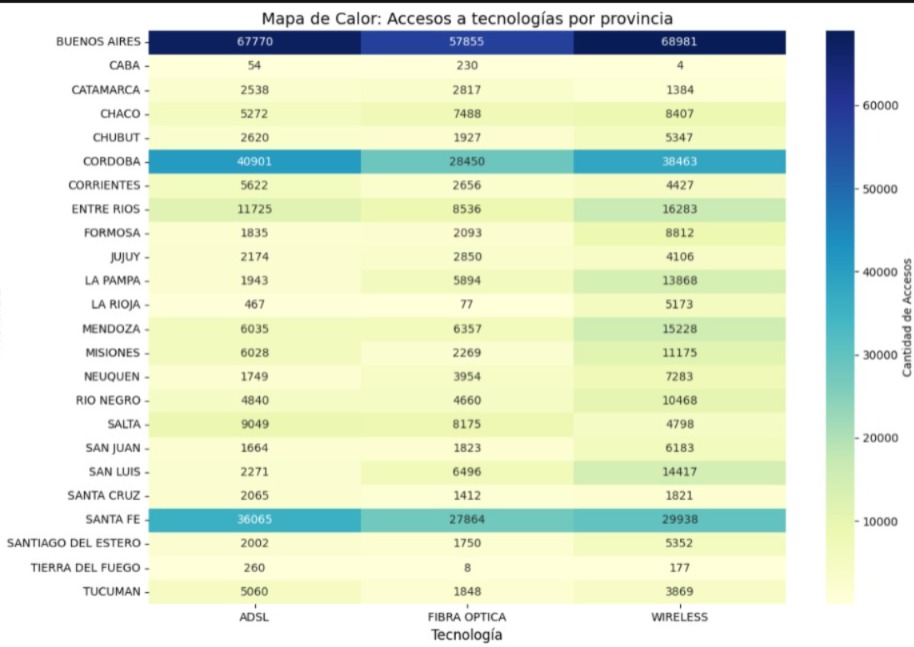 Mapa de Calor: Accesos a tecnologías por provincia
BUENOS AIRES 67770 57855 68981
CABA 54 230 4
CATAMARCA 2538 2817 1384
CHACO 5272 7488 8407
CHUBUT 2620 1927 5347
CORDOBA 40901 28450 38463
CORRIENTES 5622 2656 4427
ENTRE RIOS 11725 8536 16283
FORMOSA 1835 2093 8812
JUJUY 2174 2850 4106
LA PAMPA 1943 5894 13868
LA RIOJA 467 77 5173
MENDOZA 6035 6357 15228
MISIONES 6028 2269 11175
NEUQUEN 1749 3954 7283
RIO NEGRO 4840 4660 10468
SALTA 9049 8175 4798
SAN JUAN 1664 1823 6183
SAN LUIS 2271 6496 14417
SANTA CRUZ 2065 1412 1821
SANTA FE 36065 27864 29938
SANTIAGO DEL ESTERO 2002 1750 5352
TIERRA DEL FUEGO 260 8 177
TUCUMAN 5060 1848 3869
ADSL FIBRA OPTICA WIRELESS
Tecnología
60000
50000
40000
30000
20000
10000
Cantidad de Accesos